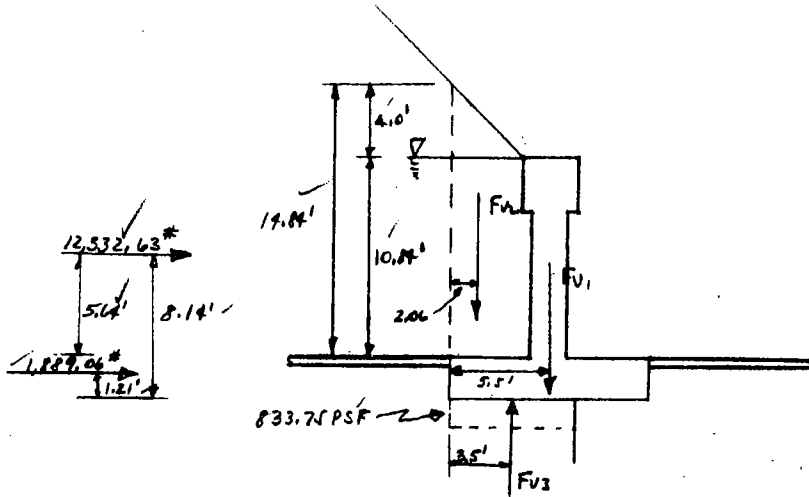 4.0'
14.84'
10.84'
12,532.63#
5.64'
8.14'
1,889.06#
1.21'
Fv2
Fv1
2.06
5.5'
833.75 PSF
3.5'
Fv3